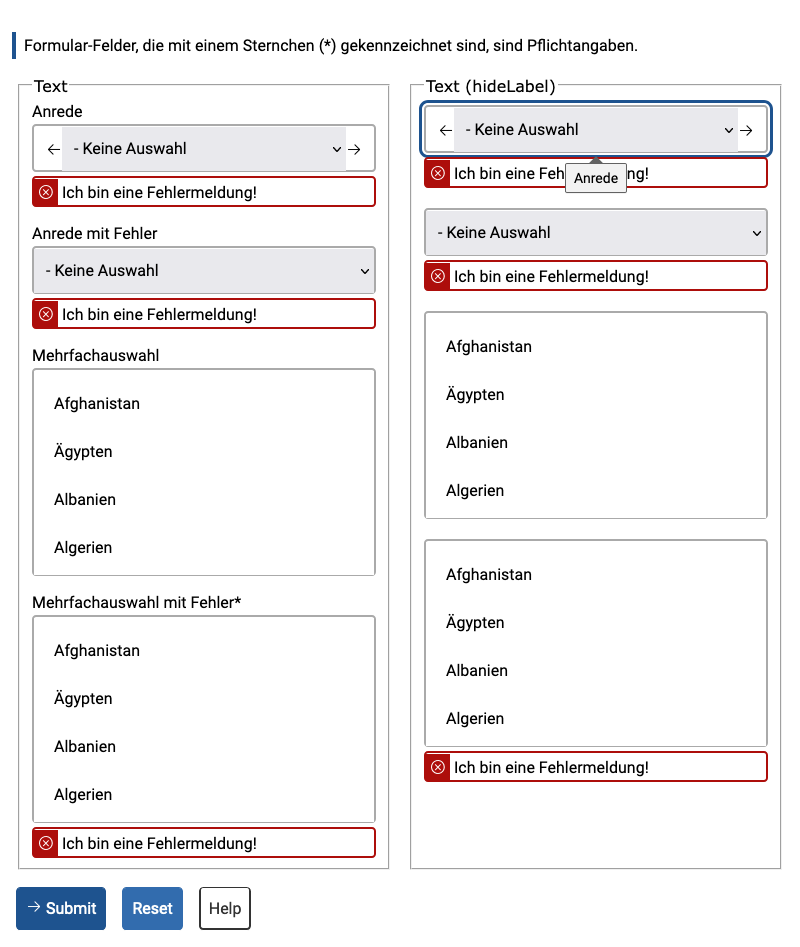 Formular-Felder, die mit einem Sternchen (*) gekennzeichnet sind, sind Pflichtangaben.
Text
Anrede
- Keine Auswahl
Ich bin eine Fehlermeldung!
Anrede mit Fehler
- Keine Auswahl
Ich bin eine Fehlermeldung!
Mehrfachauswahl
Afghanistan
Ägypten
Albanien
Algerien
Mehrfachauswahl mit Fehler*
Afghanistan
Ägypten
Albanien
Algerien
Ich bin eine Fehlermeldung!
Text (hideLabel)
- Keine Auswahl
Ich bin eine Feh ng!
Anrede
- Keine Auswahl
Ich bin eine Fehlermeldung!
Afghanistan
Ägypten
Albanien
Algerien
Afghanistan
Ägypten
Albanien
Algerien
Ich bin eine Fehlermeldung!
→ Submit
Reset
Help